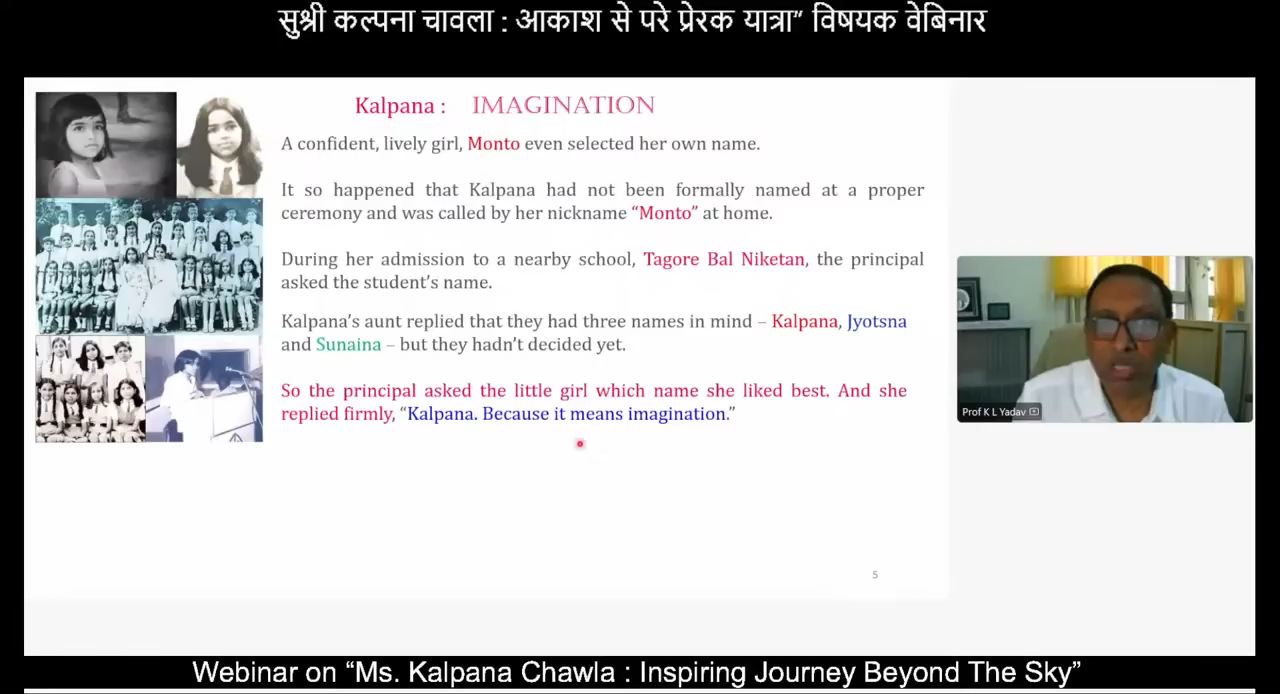 सुश्री कल्पना चावला : आकाश से परे प्रेरक यात्रा” विषयक वेबिनार
Kalpana : IMAGINATION
A confident, lively girl, Monto even selected her own name.
It so happened that Kalpana had not been formally named at a proper
ceremony and was called by her nickname “Monto” at home.
During her admission to a nearby school, Tagore Bal Niketan, the principal
asked the student’s name.
Kalpana’s aunt replied that they had three names in mind – Kalpana, Jyotsna
and Sunaina – but they hadn’t decided yet.
So the principal asked the little girl which name she liked best. And she
replied firmly, “Kalpana. Because it means imagination.”
5
Prof K L Yadav
Webinar on “Ms. Kalpana Chawla : Inspiring Journey Beyond The Sky”